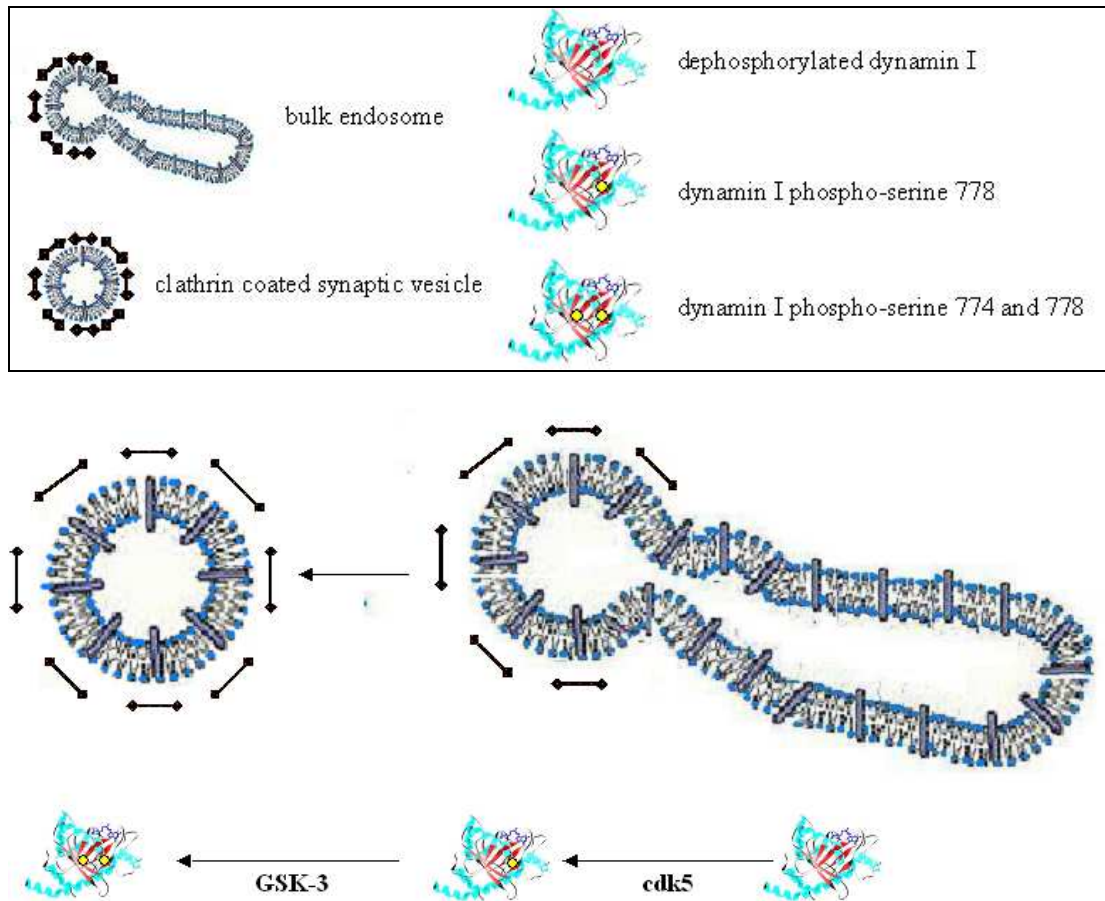 dephosphorylated dynamin I
bulk endosome
dynamin I phospho-serine 778
clathrin coated synaptic vesicle
dynamin I phospho-serine 774 and 778
GSK-3
cdk5